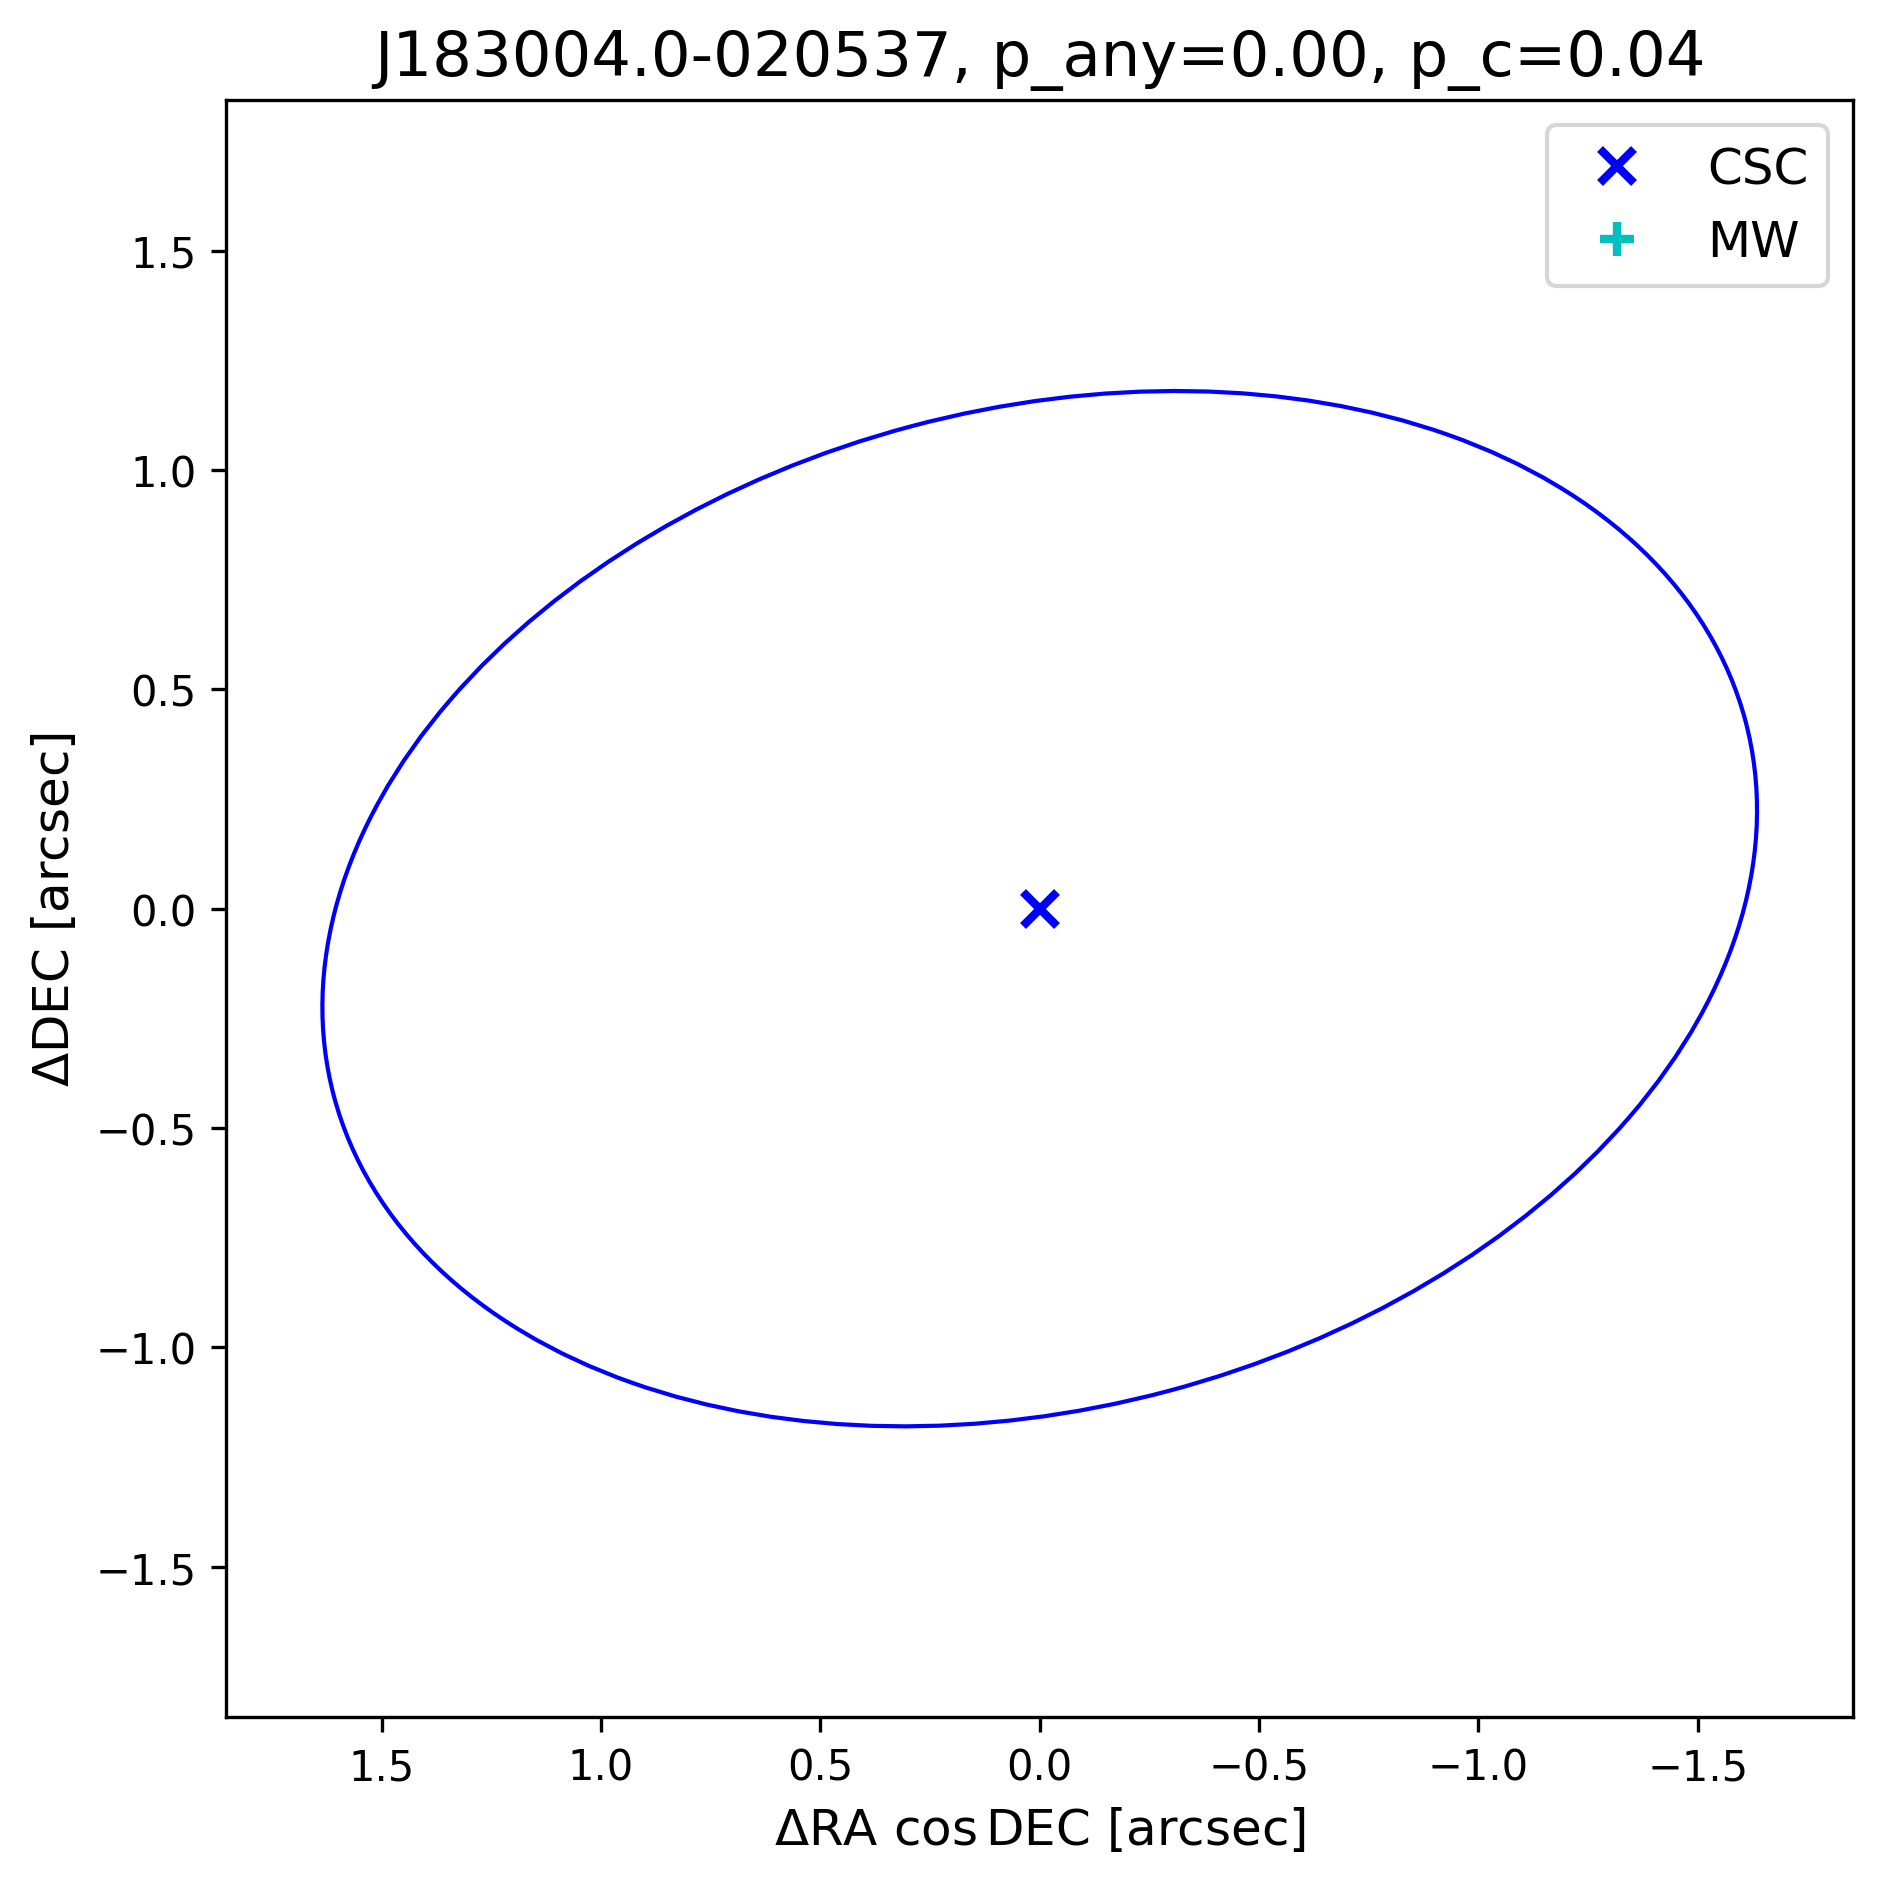 J183004.0-020537, p_any=0.00, p_c=0.04
CSC
MW
1.5
1.0
0.5
0.0
−0.5
−1.0
−1.5
ΔDEC [arcsec]
1.5 1.0 0.5 0.0 −0.5 −1.0 −1.5
ΔRA cos DEC [arcsec]